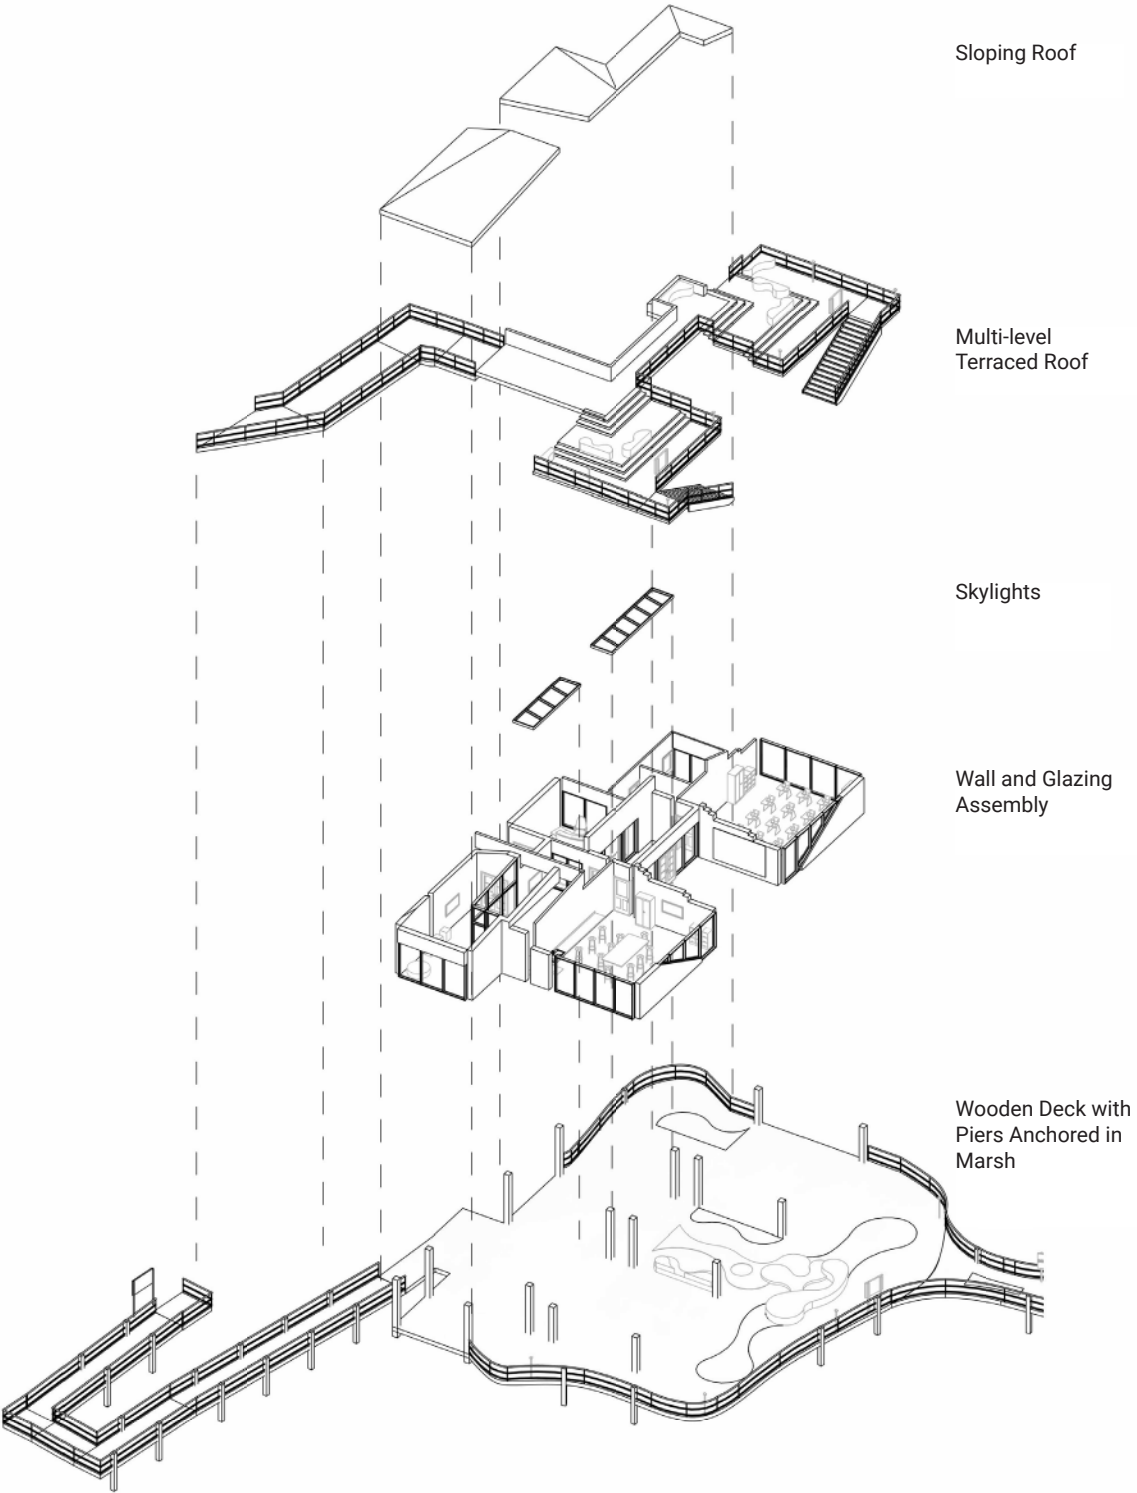 Sloping Roof
Multi-level
Terraced Roof
Skylights
Wall and Glazing
Assembly
Wooden Deck with
Piers Anchored in
Marsh